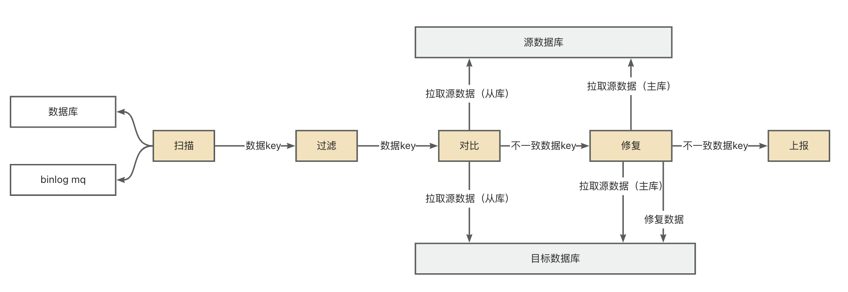 源数据库
拉取源数据（从库）
拉取源数据（主库）
数据库
扫描
数据key
过滤
数据key
对比
不一致数据key
修复
不一致数据key
上报
binlog mq
拉取源数据（从库）
拉取源数据（主库）
修复数据
目标数据库